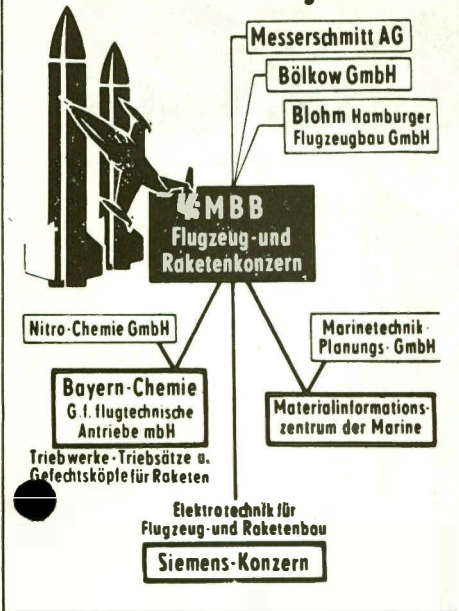 Messerschmitt AG
Bölkow GmbH
Blohm Hamburger
Flugzeugbau GmbH
MBB
Flugzeug-und
Raketenkonzern
Nitro-Chemie GmbH
Marinetechnik-
Planungs-GmbH
Bayern-Chemie
G.f. flugtechnische
Antriebe mbH
Materialinformations-
zentrum der Marine
Triebwerke·Triebsätze u.
Gefechtsköpfe für Raketen
Elektrotechnik für
Flugzeug-und Raketenbau
Siemens-Konzern